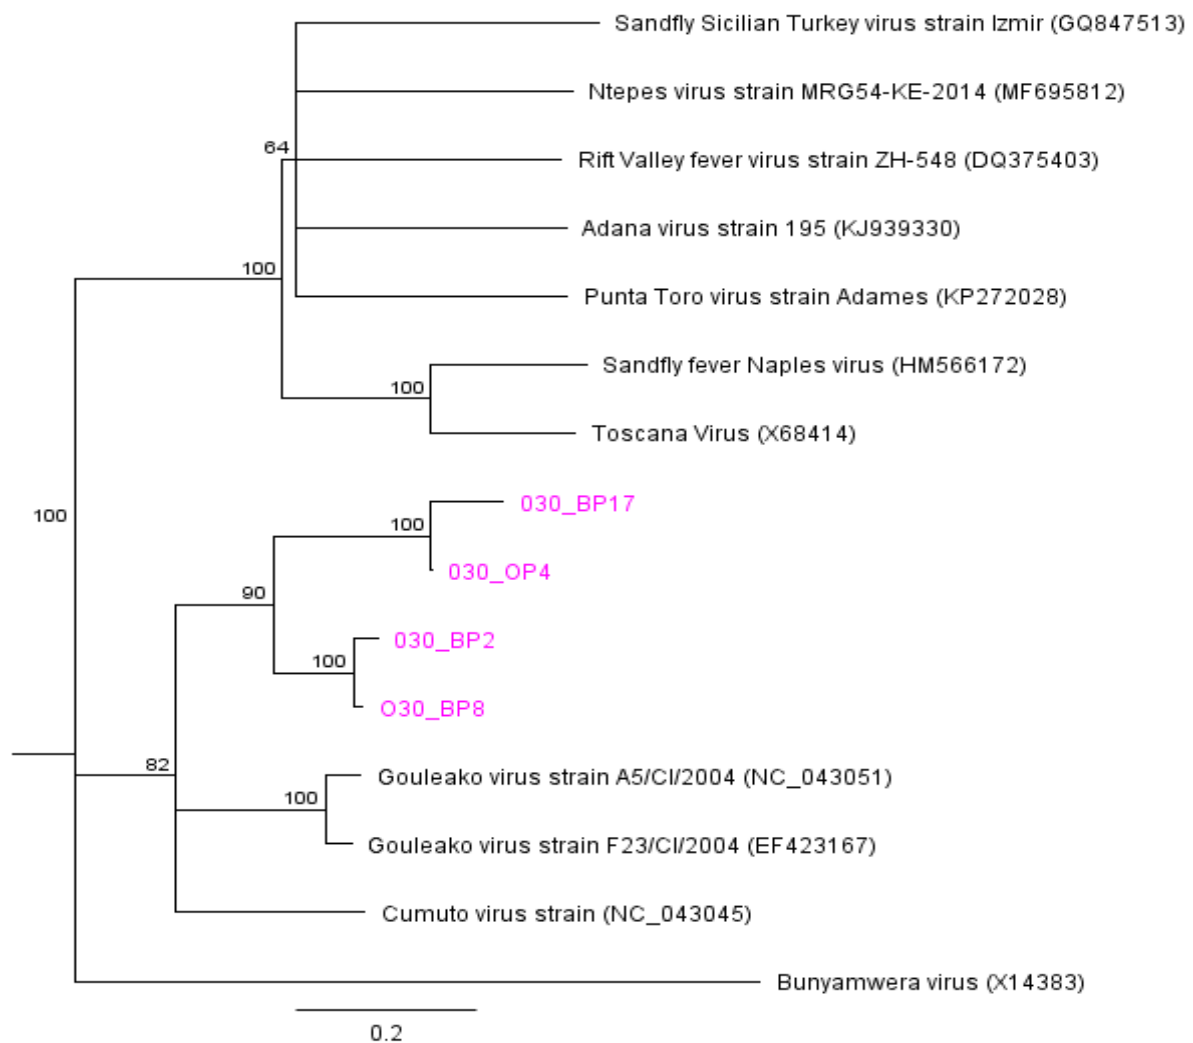 Sandfly Sicilian Turkey virus strain Izmir (GQ847513)
Ntepes virus strain MRG54-KE-2014 (MF695812)
64
Rift Valley fever virus strain ZH-548 (DQ375403)
Adana virus strain 195 (KJ939330)
100
Punta Toro virus strain Adames (KP272028)
Sandfly fever Naples virus (HM566172)
100
Toscana Virus (X68414)
030_BP17
100
100
030_OP4
90
030_BP2
100
O30_BP8
82
Gouleako virus strain A5/CI/2004 (NC_043051)
100
Gouleako virus strain F23/CI/2004 (EF423167)
Cumuto virus strain (NC_043045)
Bunyamwera virus (X14383)
0.2